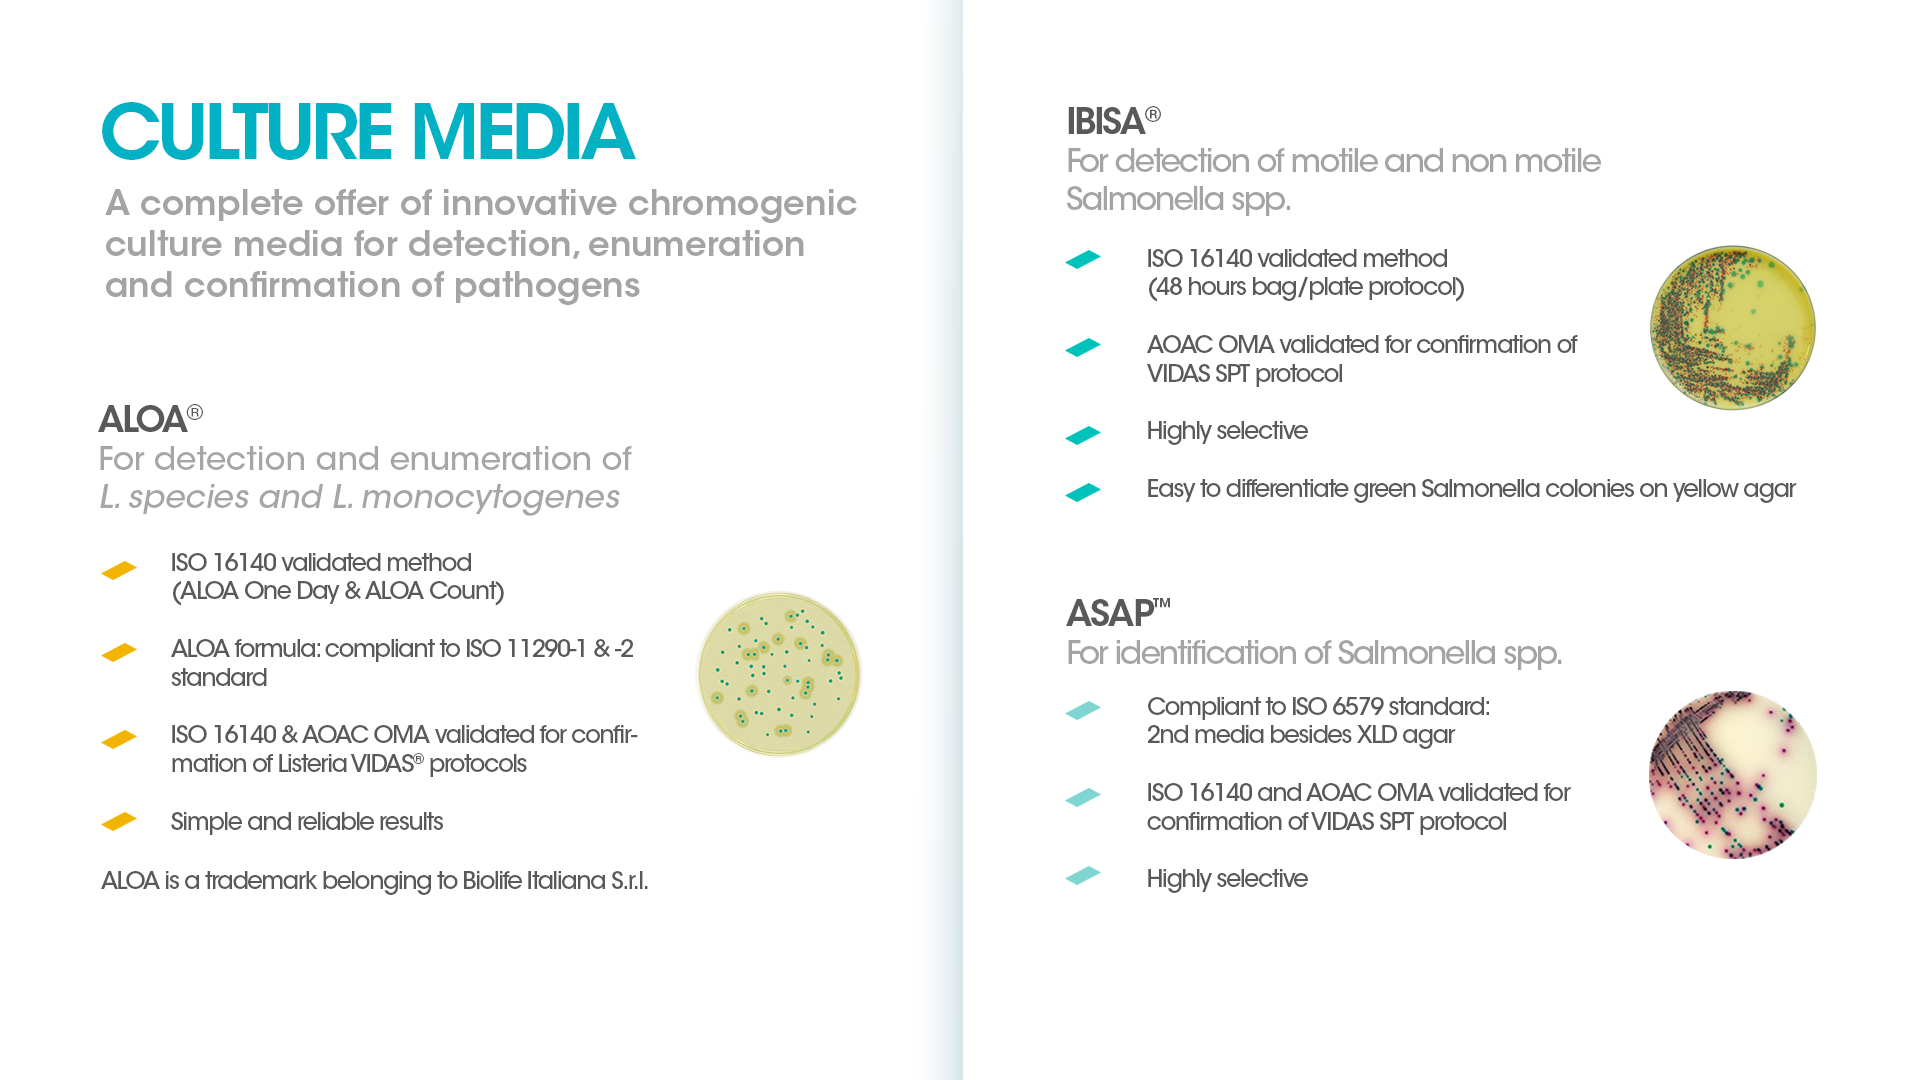 CULTURE MEDIA
A complete offer of innovative chromogenic
culture media for detection, enumeration
and confirmation of pathogens
ALOA®
For detection and enumeration of
L. species and L. monocytogenes
ISO 16140 validated method
(ALOA One Day & ALOA Count)
ALOA formula: compliant to ISO 11290-1 & -2
standard
ISO 16140 & AOAC OMA validated for confir-
mation of Listeria VIDAS® protocols
Simple and reliable results
ALOA is a trademark belonging to Biolife Italiana S.r.l.
IBISA®
For detection of motile and non motile
Salmonella spp.
ISO 16140 validated method
(48 hours bag/plate protocol)
AOAC OMA validated for confirmation of
VIDAS SPT protocol
Highly selective
Easy to differentiate green Salmonella colonies on yellow agar
ASAP™
For identification of Salmonella spp.
Compliant to ISO 6579 standard:
2nd media besides XLD agar
ISO 16140 and AOAC OMA validated for
confirmation of VIDAS SPT protocol
Highly selective